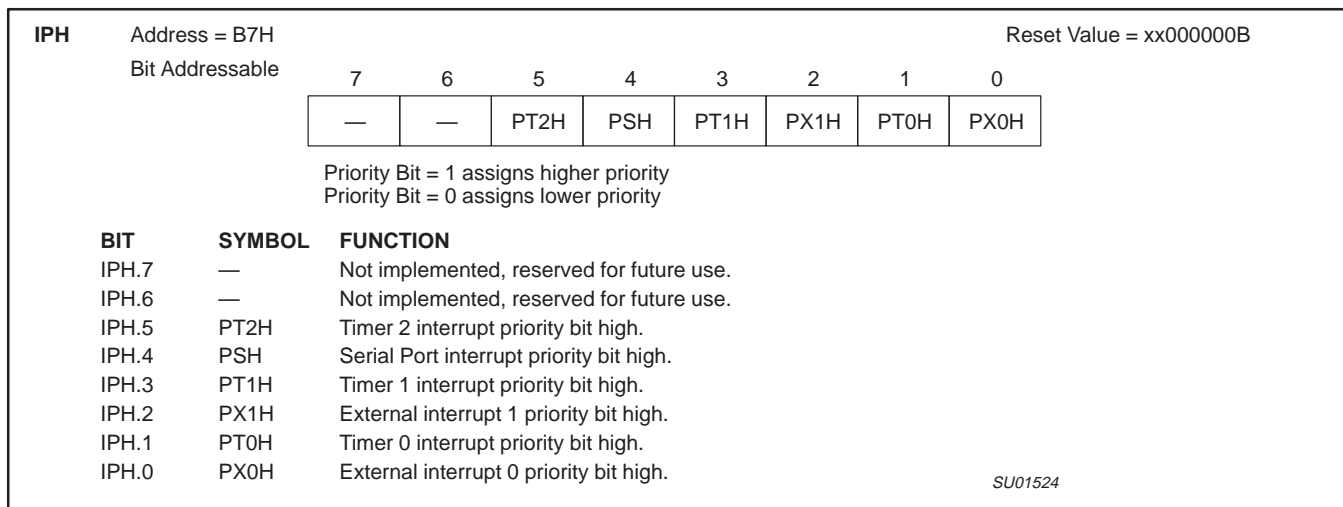 IPH Address = B7H Reset Value = xx000000B
Bit Addressable
7 6 5 4 3 2 1 0
— — PT2H PSH PT1H PX1H PT0H PX0H
Priority Bit = 1 assigns higher priority
Priority Bit = 0 assigns lower priority
BIT SYMBOL FUNCTION
IPH.7 — Not implemented, reserved for future use.
IPH.6 — Not implemented, reserved for future use.
IPH.5 PT2H Timer 2 interrupt priority bit high.
IPH.4 PSH Serial Port interrupt priority bit high.
IPH.3 PT1H Timer 1 interrupt priority bit high.
IPH.2 PX1H External interrupt 1 priority bit high.
IPH.1 PT0H Timer 0 interrupt priority bit high.
IPH.0 PX0H External interrupt 0 priority bit high.
SU01524